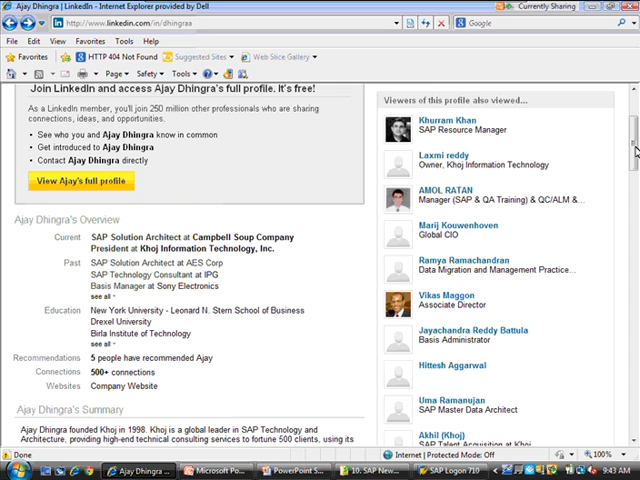 Ajay Dhingra | LinkedIn - Internet Explorer provided by Dell
Currently Sharing
http://www.linkedin.com/in/dhingraa
Google
File Edit View Favorites Tools Help
Favorites HTTP 404 Not Found Suggested Sites Web Slice Gallery
Page Safety Tools
Join LinkedIn and access Ajay Dhingra's full profile. It's free!
As a LinkedIn member, you'll join 250 million other professionals who are sharing
connections, ideas, and opportunities.
• See who you and Ajay Dhingra know in common
• Get introduced to Ajay Dhingra
• Contact Ajay Dhingra directly
View Ajay's full profile
Ajay Dhingra's Overview
Current SAP Solution Architect at Campbell Soup Company
President at Khoj Information Technology, Inc.
Past SAP Solution Architect at AES Corp
SAP Technology Consultant at IPG
Basis Manager at Sony Electronics
see all
Education New York University - Leonard N. Stern School of Business
Drexel University
Birla Institute of Technology
see all
Recommendations 5 people have recommended Ajay
Connections 500+ connections
Websites Company Website
Ajay Dhingra's Summary
Ajay Dhingra founded Khoj in 1998. Khoj is a global leader in SAP Technology and
Architecture, providing high-end technical consulting services to fortune 500 clients, using its
Viewers of this profile also viewed...
Khurram Khan
SAP Resource Manager
Laxmi reddy
Owner, Khoj Information Technology
AMOL RATAN
Manager (SAP & QA Training) & QC/ALM &...
Marij Kouwenhoven
Global CIO
Ramya Ramachandran
Data Migration and Management Practice...
Vikas Maggon
Associate Director
Jayachandra Reddy Battula
Basis Administrator
Hittesh Aggarwal
Uma Ramanujan
SAP Master Data Architect
Akhil (Khoj)
SAP Talent Acquisition at Khoj
Done
Internet | Protected Mode: Off
100%
Ajay Dhingra ...
Microsoft Po...
PowerPoint S...
10. SAP New...
SAP Logon 710
9:43 AM